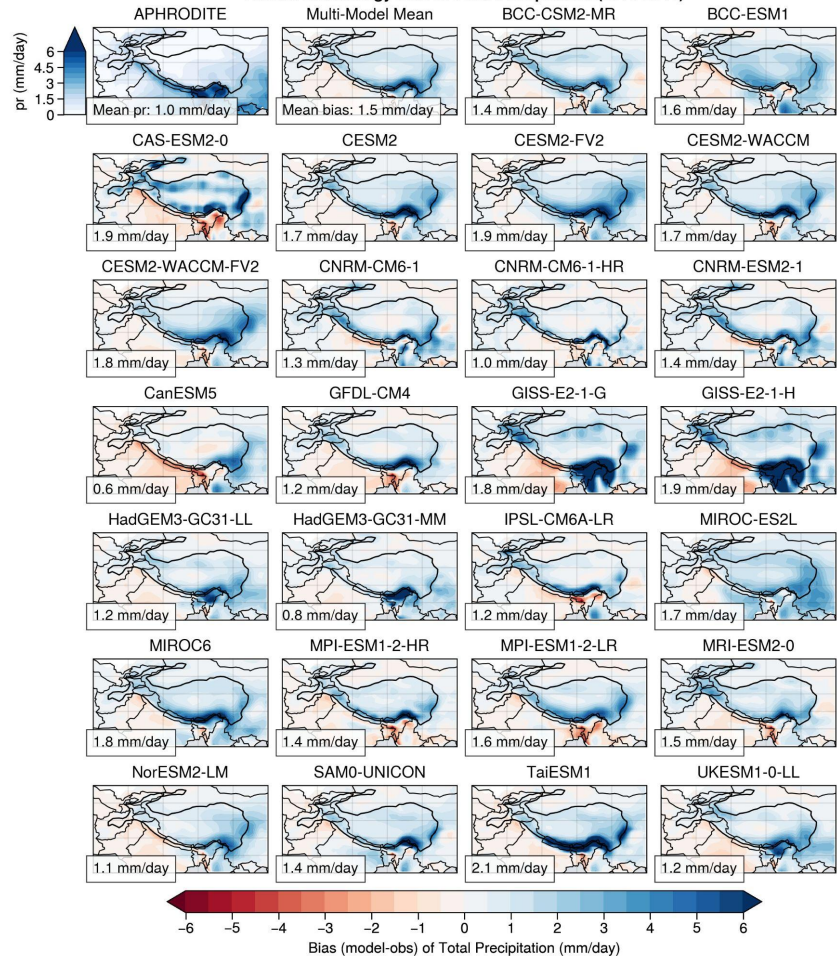 APHRODITE
Multi-Model Mean
BCC-CSM2-MR
BCC-ESM1
pr (mm/day)
6
4.5
3
1.5
0
Mean pr: 1.0 mm/day
Mean bias: 1.5 mm/day
1.4 mm/day
1.6 mm/day
CAS-ESM2-0
CESM2
CESM2-FV2
CESM2-WACCM
1.9 mm/day
1.7 mm/day
1.9 mm/day
1.7 mm/day
CESM2-WACCM-FV2
CNRM-CM6-1
CNRM-CM6-1-HR
CNRM-ESM2-1
1.8 mm/day
1.3 mm/day
1.0 mm/day
1.4 mm/day
CanESM5
GFDL-CM4
GISS-E2-1-G
GISS-E2-1-H
0.6 mm/day
1.2 mm/day
1.8 mm/day
1.9 mm/day
HadGEM3-GC31-LL
HadGEM3-GC31-MM
IPSL-CM6A-LR
MIROC-ES2L
1.2 mm/day
0.8 mm/day
1.2 mm/day
1.7 mm/day
MIROC6
MPI-ESM1-2-HR
MPI-ESM1-2-LR
MRI-ESM2-0
1.8 mm/day
1.4 mm/day
1.6 mm/day
1.5 mm/day
NorESM2-LM
SAM0-UNICON
TaiESM1
UKESM1-0-LL
1.1 mm/day
1.4 mm/day
2.1 mm/day
1.2 mm/day
−6 −5 −4 −3 −2 −1 0 1 2 3 4 5 6
Bias (model-obs) of Total Precipitation (mm/day)